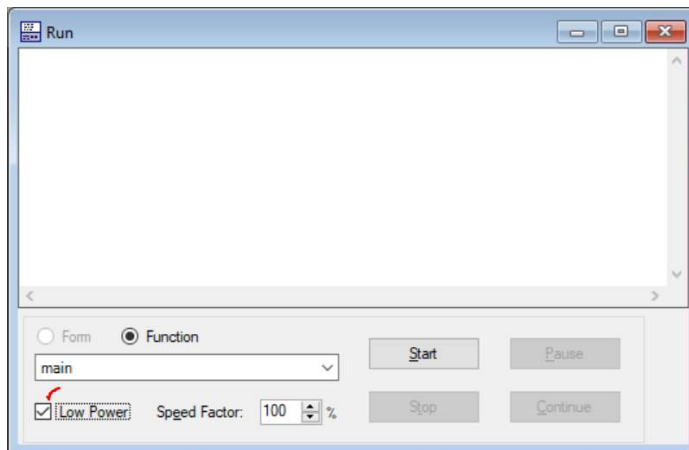 Run
Form Function
Start Pause
main
Low Power Speed Factor: 100 % Stop Continue